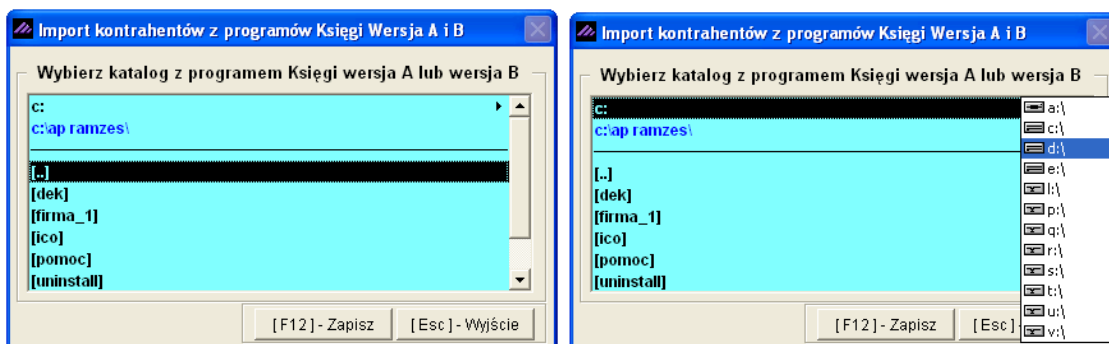 Import kontrahentów z programów Księgi Wersja A i B
Wybierz katalog z programem Księgi wersja A lub wersja B
c:
c:\ap ramzes\
[..]
[dek]
[firma_1]
[ico]
[pomoc]
[uninstall]
[F12] - Zapisz
[Esc] - Wyjście
Import kontrahentów z programów Księgi Wersja A i B
Wybierz katalog z programem Księgi wersja A lub wersja B
c:
c:\ap ramzes\
[..]
[dek]
[firma_1]
[ico]
[pomoc]
[uninstall]
a:\
c:\
d:\
e:\
l:\
p:\
q:\
r:\
s:\
t:\
u:\
v:\
[F12] - Zapisz
[Esc] -